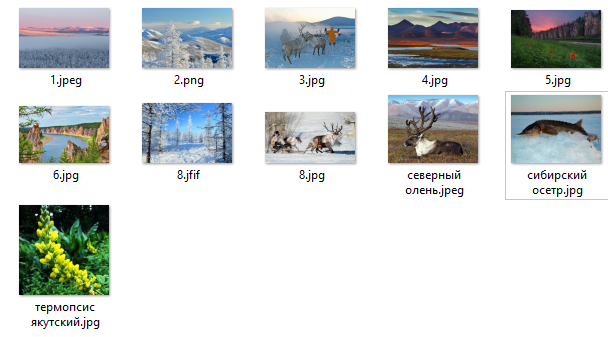 1.jpeg
2.png
3.jpg
4.jpg
5.jpg
6.jpg
8.jfif
8.jpg
северный
олень.jpeg
сибирский
осетр.jpg
термопсис
якутский.jpg